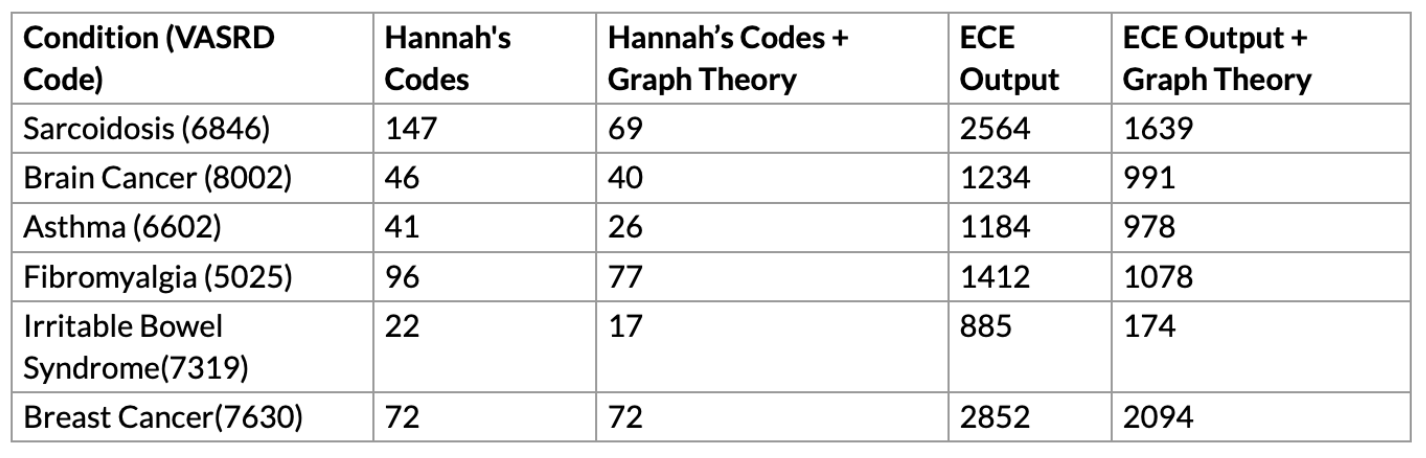 Condition (VASRD Code) | Hannah's Codes | Hannah’s Codes + Graph Theory | ECE Output | ECE Output + Graph Theory
Sarcoidosis (6846) | 147 | 69 | 2564 | 1639
Brain Cancer (8002) | 46 | 40 | 1234 | 991
Asthma (6602) | 41 | 26 | 1184 | 978
Fibromyalgia (5025) | 96 | 77 | 1412 | 1078
Irritable Bowel Syndrome(7319) | 22 | 17 | 885 | 174
Breast Cancer(7630) | 72 | 72 | 2852 | 2094